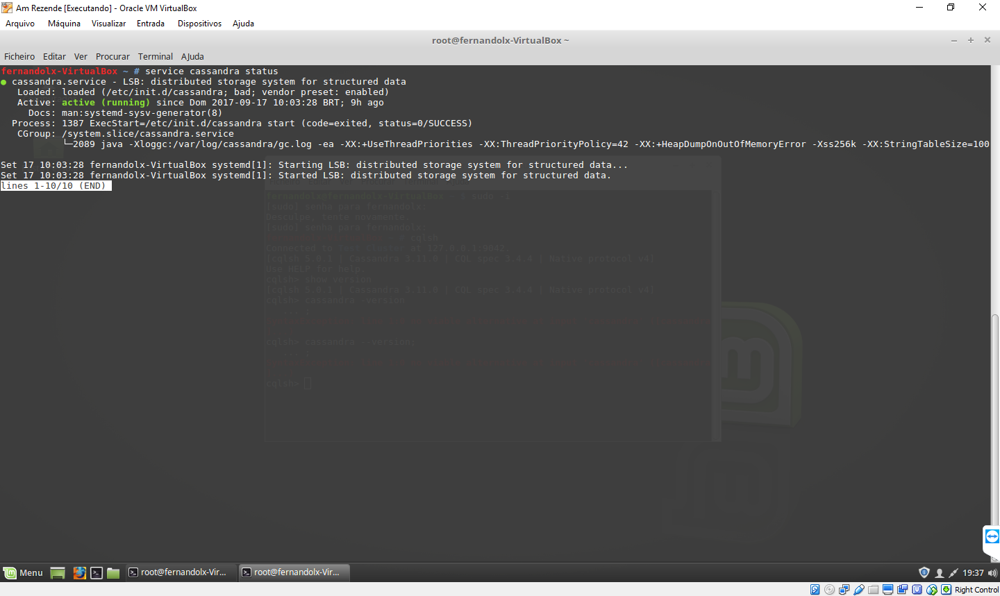 Am Rezende [Executando] - Oracle VM VirtualBox
Arquivo Máquina Visualizar Entrada Dispositivos Ajuda
root@fernandolx-VirtualBox ~
Ficheiro Editar Ver Procurar Terminal AJuda
fernandolx-VirtualBox ~ # service cassandra status
● cassandra.service - LSB: distributed storage system for structured data
Loaded: loaded (/etc/init.d/cassandra; bad; vendor preset: enabled)
Active: active (running) since Dom 2017-09-17 10:03:28 BRT; 9h ago
Docs: man:systemd-sysv-generator(8)
Process: 1387 ExecStart=/etc/init.d/cassandra start (code=exited, status=0/SUCCESS)
CGroup: /system.slice/cassandra.service
└─2089 java -Xloggc:/var/log/cassandra/gc.log -ea -XX:+UseThreadPriorities -XX:ThreadPriorityPolicy=42 -XX:+HeapDumpOnOutOfMemoryError -Xss256k -XX:StringTableSize=100
Set 17 10:03:28 fernandolx-VirtualBox systemd[1]: Starting LSB: distributed storage system for structured data...
Set 17 10:03:28 fernandolx-VirtualBox systemd[1]: Started LSB: distributed storage system for structured data.
lines 1-10/10 (END)
fernandolx@fernandolx-VirtualBox ~ $ sudo -i
[sudo] senha para fernandolx:
Desculpe, tente novamente.
[sudo] senha para fernandolx:
# cqlsh
Connected to Test Cluster at 127.0.0.1:9042.
[cqlsh 5.0.1 | Cassandra 3.11.0 | CQL spec 3.4.4 | Native protocol v4]
Use HELP for help.
cqlsh> show version
[cqlsh 5.0.1 | Cassandra 3.11.0 | CQL spec 3.4.4 | Native protocol v4]
cqlsh> cassandra -version
... ;
cqlsh> cassandra --version;
... ;
cqlsh>
Menu root@fernandolx-Vir... root@fernandolx-Vir... 19:37
Right Control